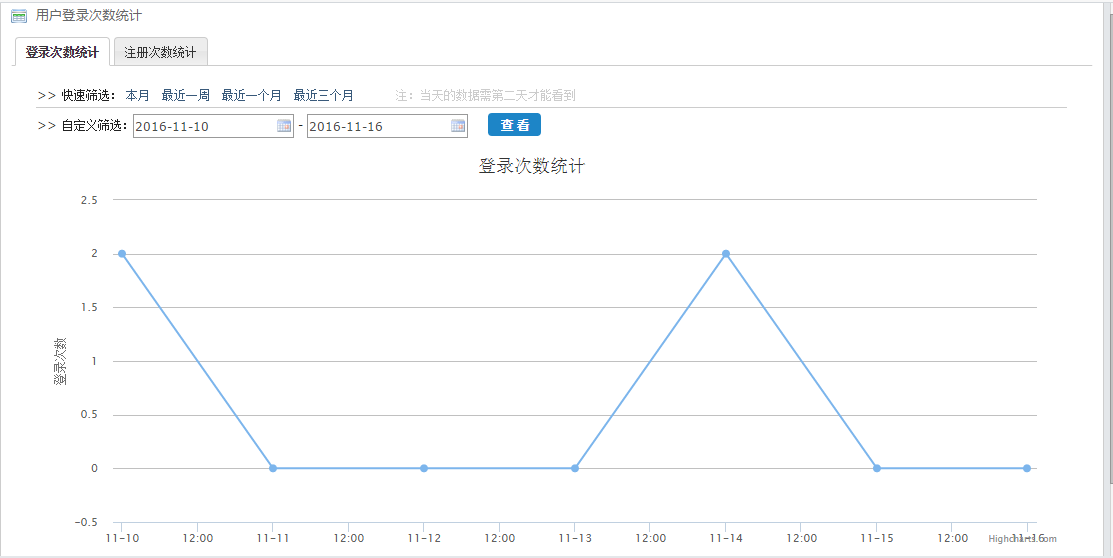 用户登录次数统计
登录次数统计 注册次数统计
>> 快速筛选： 本月 最近一周 最近一个月 最近三个月 注：当天的数据需第二天才能看到
>> 自定义筛选： 2016-11-10 - 2016-11-16 查看
登录次数统计
2.5
2
1.5
1
0.5
0
-0.5
登录次数
11-10 12:00 11-11 12:00 11-12 12:00 11-13 12:00 11-14 12:00 11-15 12:00 11-16
Highcharts.com